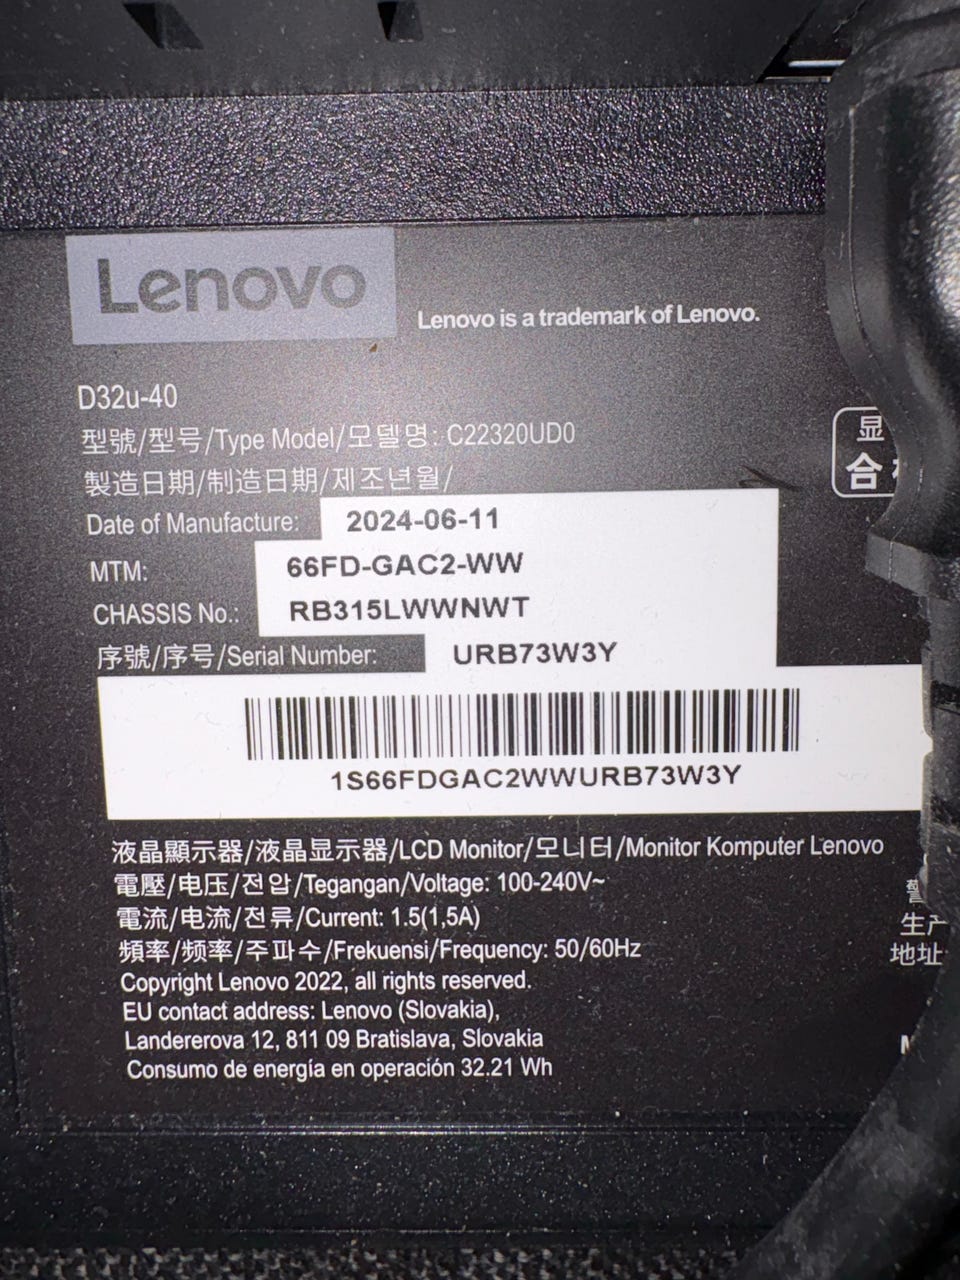 Lenovo
Lenovo is a trademark of Lenovo.
D32u-40
型號/型号/Type Model/모델명: C22320UD0
製造日期/制造日期/제조년월/
Date of Manufacture: 2024-06-11
MTM: 66FD-GAC2-WW
CHASSIS No.: RB315LWWNWT
序號/序号/Serial Number: URB73W3Y
1S66FDGAC2WWURB73W3Y
液晶顯示器/液晶显示器/LCD Monitor/모니터/Monitor Komputer Lenovo
電壓/电压/전압/Tegangan/Voltage: 100-240V~
電流/电流/전류/Current: 1.5(1,5A)
頻率/频率/주파수/Frekuensi/Frequency: 50/60Hz
Copyright Lenovo 2022, all rights reserved.
EU contact address: Lenovo (Slovakia),
Landererova 12, 811 09 Bratislava, Slovakia
Consumo de energía en operación 32.21 Wh
显
合
生产
地址